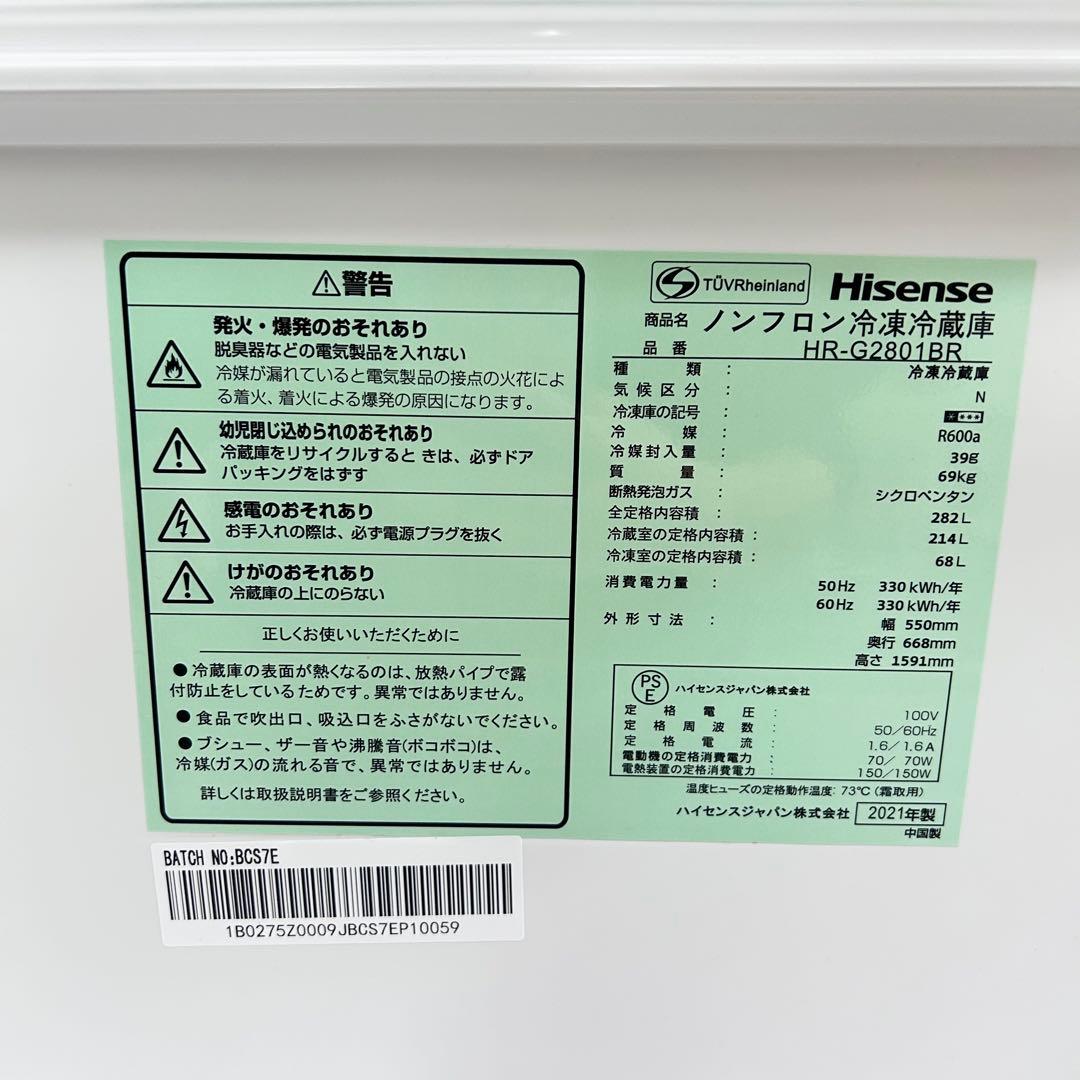 ⚠警告
発火・爆発のおそれあり
脱臭器などの電気製品を入れない
冷媒が漏れていると電気製品の接点の火花によ
る着火、着火による爆発の原因になります。
幼児閉じ込められのおそれあり
冷蔵庫をリサイクルすると きは、必ずドア
パッキングをはずす
感電のおそれあり
お手入れの際は、必ず電源プラグを抜く
けがのおそれあり
冷蔵庫の上にのらない
正しくお使いいただくために
●冷蔵庫の表面が熱くなるのは、放熱パイプで露
付防止をしているためです。異常ではありません。
●食品で吹出口、吸込口をふさがないでください。
●ブシュー、ザー音や沸騰音(ボコボコ)は、
冷媒(ガス)の流れる音で、異常ではありません。
詳しくは取扱説明書をご参照ください。
TÜVRheinland Hisense
商品名 ノンフロン冷凍冷蔵庫
品番 HR-G2801BR
種類 : 冷凍冷蔵庫
気候区分 : N
冷凍庫の記号 : ****
冷媒 : R600a
冷媒封入量 : 39g
質量 : 69kg
断熱発泡ガス : シクロペンタン
全定格内容積 : 282L
冷蔵室の定格内容積 : 214L
冷凍室の定格内容積 : 68L
消費電力量 : 50Hz 330kWh/年
60Hz 330kWh/年
外形寸法 : 幅 550mm
奥行 668mm
高さ 1591mm
PSE ハイセンスジャパン株式会社
定格電圧 : 100V
定格周波数 : 50/60Hz
定格電流 : 1.6/1.6A
電動機の定格消費電力 : 70/70W
電熱装置の定格消費電力 : 150/150W
温度ヒューズの定格動作温度: 73℃(霜取用)
ハイセンスジャパン株式会社 2021年製
中国製
BATCH NO:BCS7E
1B0275Z0009JBCS7EP10059